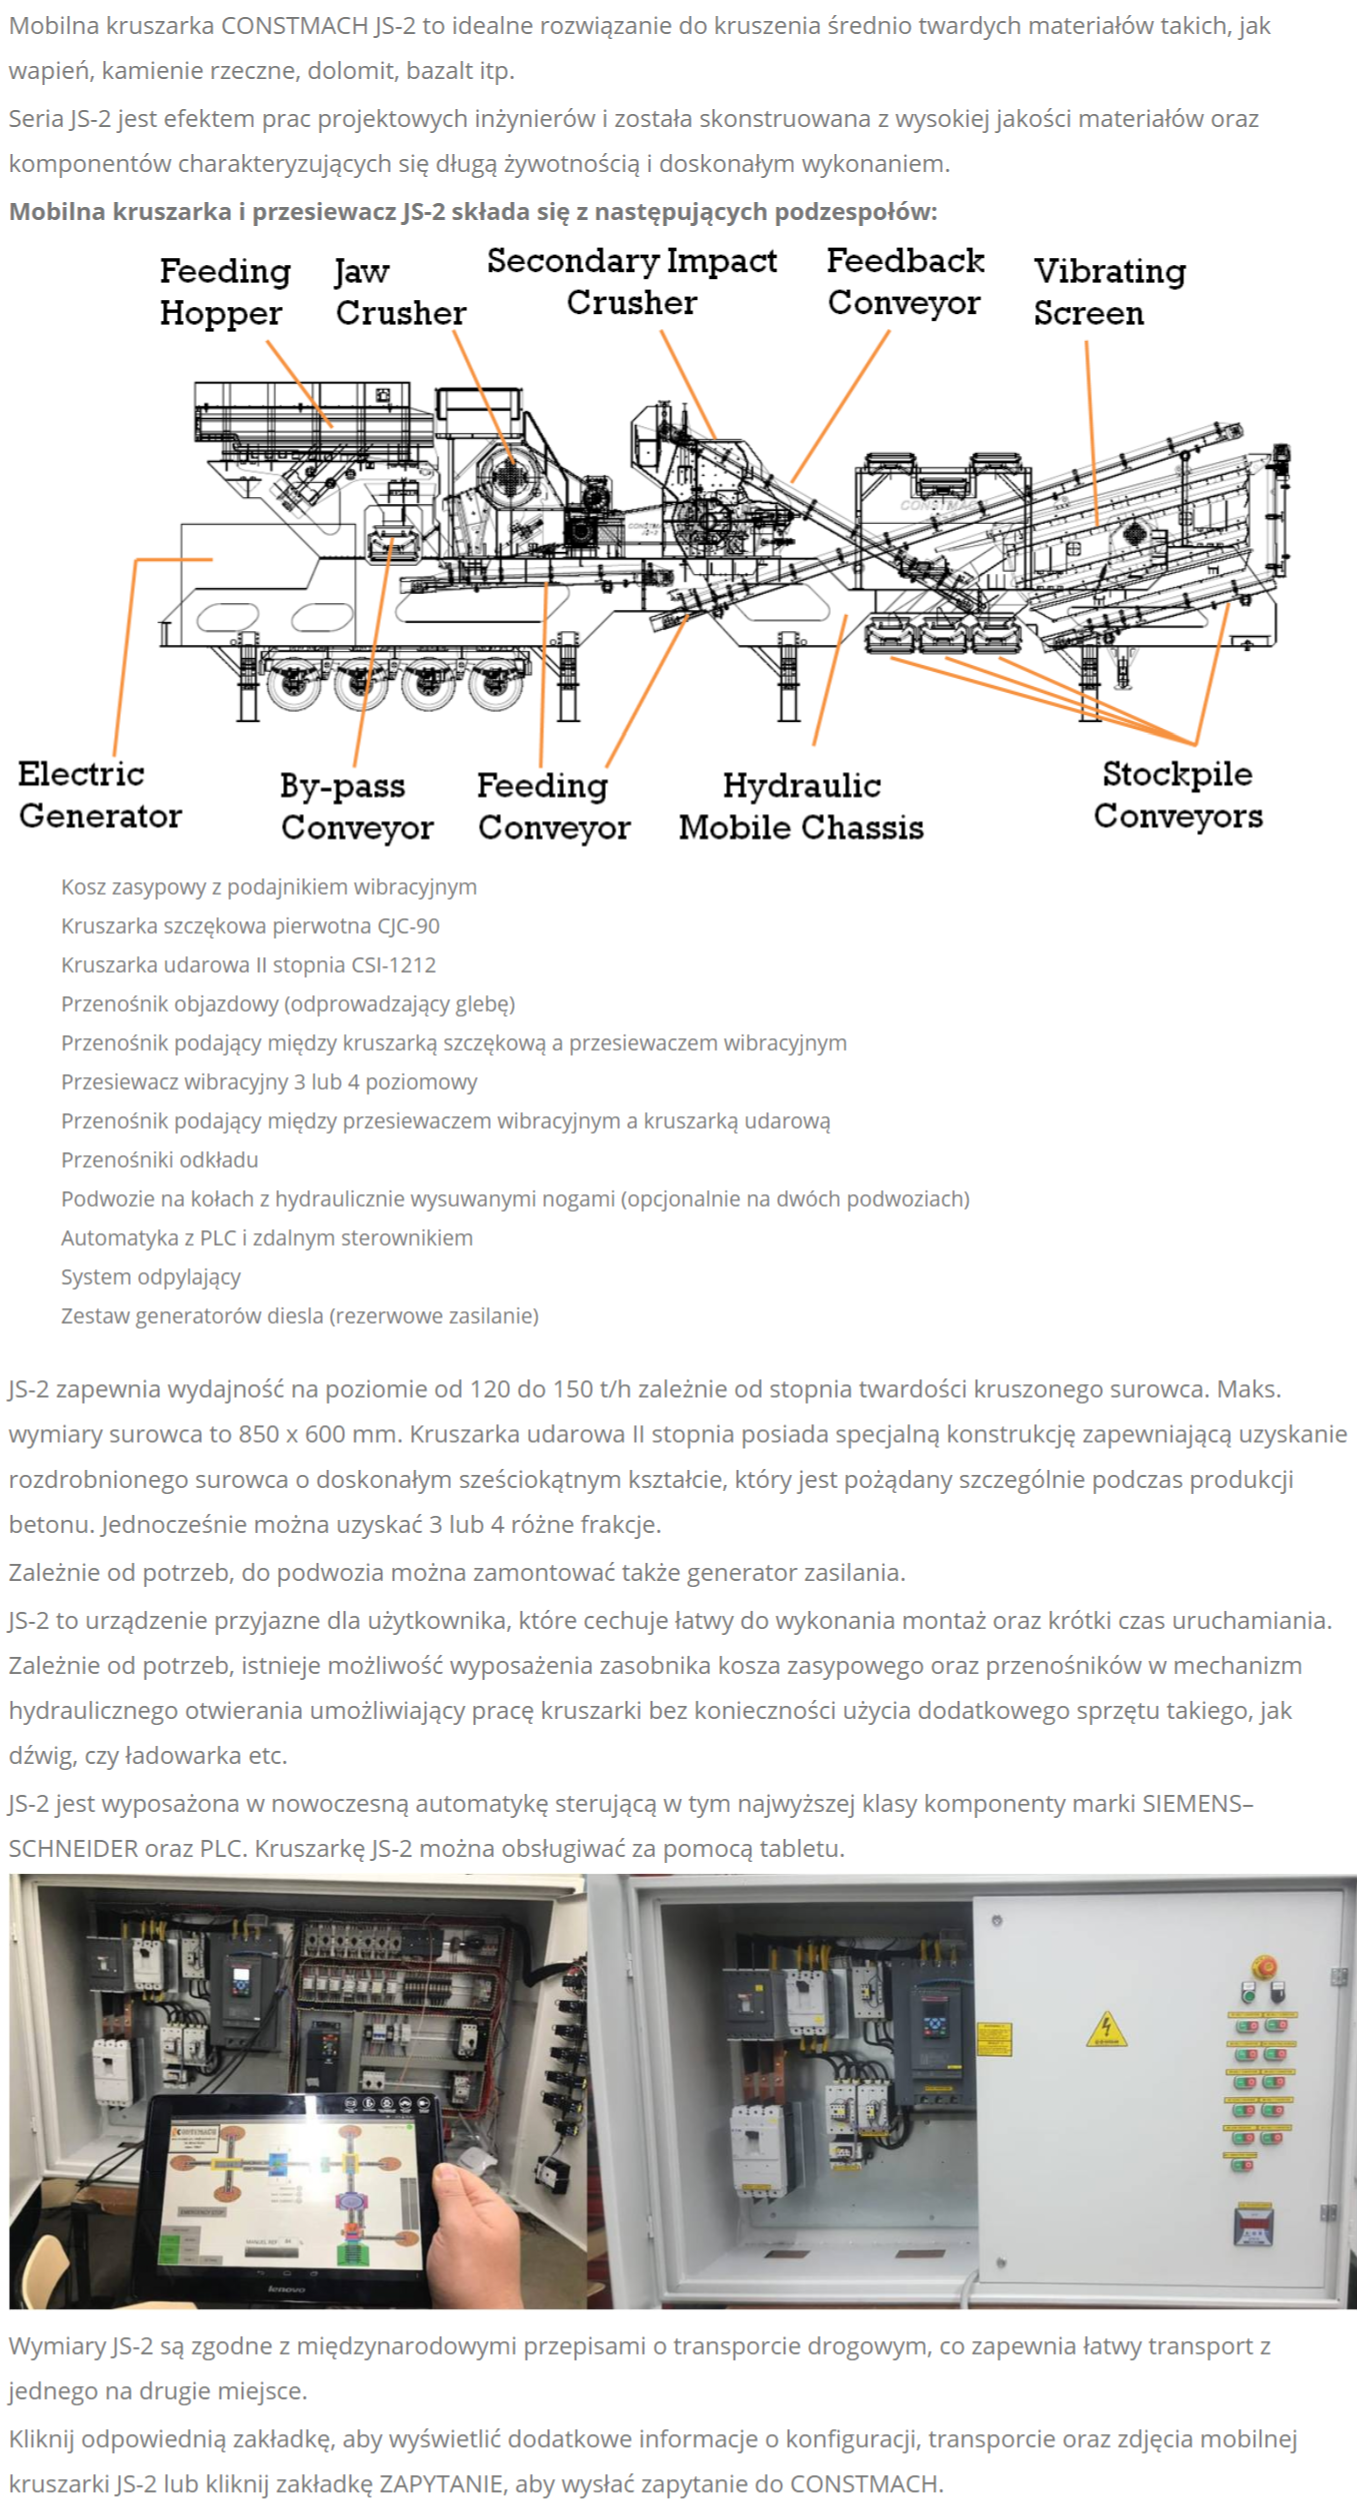 Mobilna kruszarka CONSTMACH JS-2 to idealne rozwiązanie do kruszenia średnio twardych materiałów takich, jak
wapień, kamienie rzeczne, dolomit, bazalt itp.
Seria JS-2 jest efektem prac projektowych inżynierów i została skonstruowana z wysokiej jakości materiałów oraz
komponentów charakteryzujących się długą żywotnością i doskonałym wykonaniem.
Mobilna kruszarka i przesiewacz JS-2 składa się z następujących podzespołów:
Feeding
Hopper
Jaw
Crusher
Secondary Impact
Crusher
Feedback
Conveyor
Vibrating
Screen
CONSTMACH
Electric
Generator
By-pass
Conveyor
Feeding
Conveyor
Hydraulic
Mobile Chassis
Stockpile
Conveyors
Kosz zasypowy z podajnikiem wibracyjnym
Kruszarka szczękowa pierwotna CJC-90
Kruszarka udarowa II stopnia CSI-1212
Przenośnik objazdowy (odprowadzający glebę)
Przenośnik podający między kruszarką szczękową a przesiewaczem wibracyjnym
Przesiewacz wibracyjny 3 lub 4 poziomowy
Przenośnik podający między przesiewaczem wibracyjnym a kruszarką udarową
Przenośniki odkładu
Podwozie na kołach z hydraulicznie wysuwanymi nogami (opcjonalnie na dwóch podwoziach)
Automatyka z PLC i zdalnym sterownikiem
System odpylający
Zestaw generatorów diesla (rezerwowe zasilanie)
JS-2 zapewnia wydajność na poziomie od 120 do 150 t/h zależnie od stopnia twardości kruszonego surowca. Maks.
wymiary surowca to 850 x 600 mm. Kruszarka udarowa II stopnia posiada specjalną konstrukcję zapewniającą uzyskanie
rozdrobnionego surowca o doskonałym sześciokątnym kształcie, który jest pożądany szczególnie podczas produkcji
betonu. Jednocześnie można uzyskać 3 lub 4 różne frakcje.
Zależnie od potrzeb, do podwozia można zamontować także generator zasilania.
JS-2 to urządzenie przyjazne dla użytkownika, które cechuje łatwy do wykonania montaż oraz krótki czas uruchamiania.
Zależnie od potrzeb, istnieje możliwość wyposażenia zasobnika kosza zasypowego oraz przenośników w mechanizm
hydraulicznego otwierania umożliwiający pracę kruszarki bez konieczności użycia dodatkowego sprzętu takiego, jak
dźwig, czy ładowarka etc.
JS-2 jest wyposażona w nowoczesną automatykę sterującą w tym najwyższej klasy komponenty marki SIEMENS–
SCHNEIDER oraz PLC. Kruszarkę JS-2 można obsługiwać za pomocą tabletu.
CONSTMACH
EMERGENCY STOP
lenovo
Wymiary JS-2 są zgodne z międzynarodowymi przepisami o transporcie drogowym, co zapewnia łatwy transport z
jednego na drugie miejsce.
Kliknij odpowiednią zakładkę, aby wyświetlić dodatkowe informacje o konfiguracji, transporcie oraz zdjęcia mobilnej
kruszarki JS-2 lub kliknij zakładkę ZAPYTANIE, aby wysłać zapytanie do CONSTMACH.